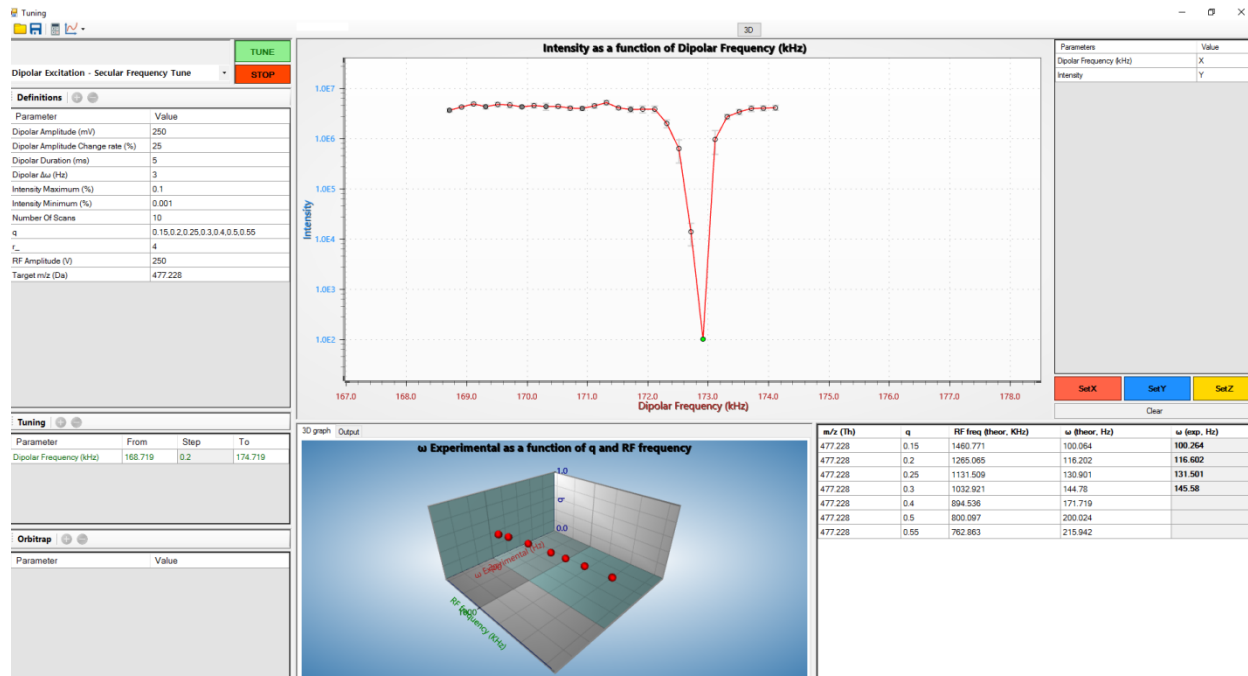 Tuning
3D
TUNE
Dipolar Excitation - Secular Frequency Tune
STOP
Definitions
Parameter Value
Dipolar Amplitude (mV) 250
Dipolar Amplitude Change rate (%) 25
Dipolar Duration (ms) 5
Dipolar Δω (Hz) 3
Intensity Maximum (%) 0.1
Intensity Minimum (%) 0.001
Number Of Scans 10
q 0.15,0.2,0.25,0.3,0.4,0.5,0.55
r_ 4
RF Amplitude (V) 250
Target m/z (Da) 477.228
Tuning
Parameter From Step To
Dipolar Frequency (kHz) 168.719 0.2 174.719
Orbitrap
Parameter Value
Intensity as a function of Dipolar Frequency (kHz)
Intensity
1.0E7
1.0E6
1.0E5
1.0E4
1.0E3
1.0E2
167.0 168.0 169.0 170.0 171.0 172.0 173.0 174.0 175.0 176.0 177.0 178.0
Dipolar Frequency (kHz)
Parameters Value
Dipolar Frequency (kHz) X
Intensity Y
SetX SetY SetZ
Clear
3D graph Output
ω Experimental as a function of q and RF frequency
1.0
q
0.0
RF frequency (KHz)
1000
m/z (Th) q RF freq (theor, KHz) ω (theor, Hz) ω (exp, Hz)
477.228 0.15 1460.771 100.064 100.264
477.228 0.2 1265.065 116.202 116.602
477.228 0.25 1131.509 130.901 131.501
477.228 0.3 1032.921 144.78 145.58
477.228 0.4 894.536 171.719
477.228 0.5 800.097 200.024
477.228 0.55 762.863 215.942